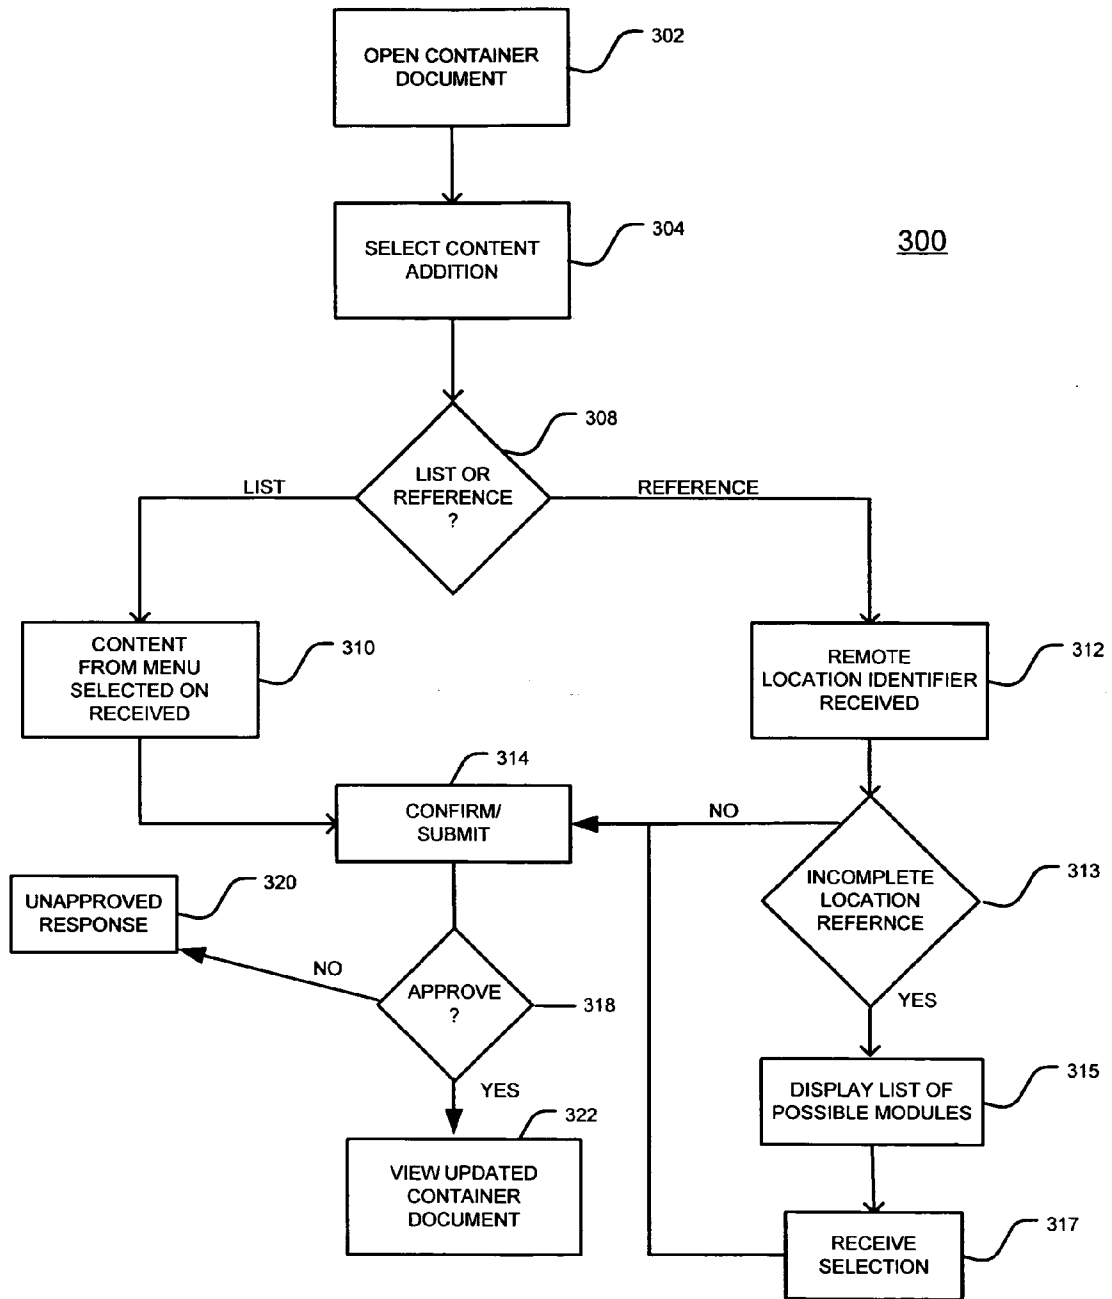 OPEN CONTAINER
DOCUMENT
302
SELECT CONTENT
ADDITION
304
300
LIST OR
REFERENCE
?
308
LIST
REFERENCE
CONTENT
FROM MENU
SELECTED ON
RECEIVED
310
REMOTE
LOCATION IDENTIFIER
RECEIVED
312
CONFIRM/
SUBMIT
314
NO
INCOMPLETE
LOCATION
REFERNCE
313
UNAPPROVED
RESPONSE
320
NO
APPROVE
?
318
YES
YES
DISPLAY LIST OF
POSSIBLE MODULES
315
VIEW UPDATED
CONTAINER
DOCUMENT
322
RECEIVE
SELECTION
317